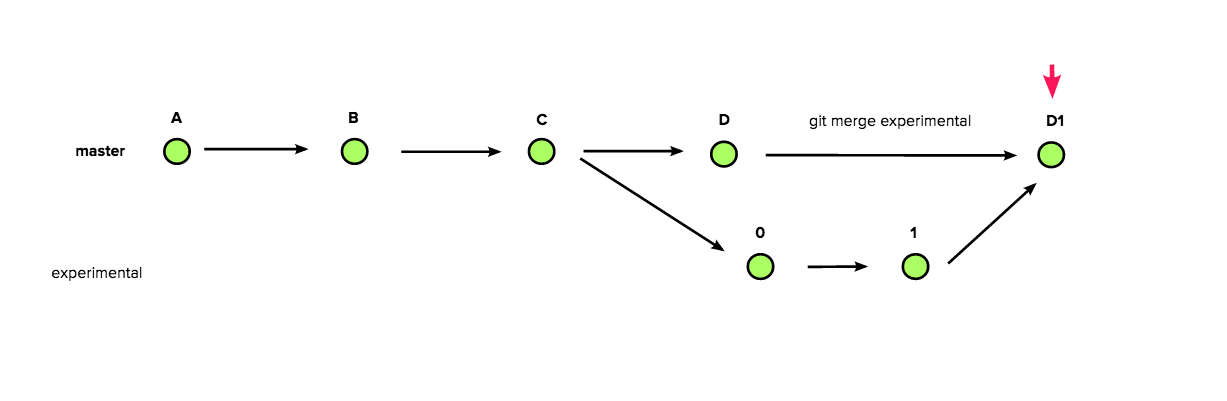 A
B
C
D
git merge experimental
D1
master
0
1
experimental